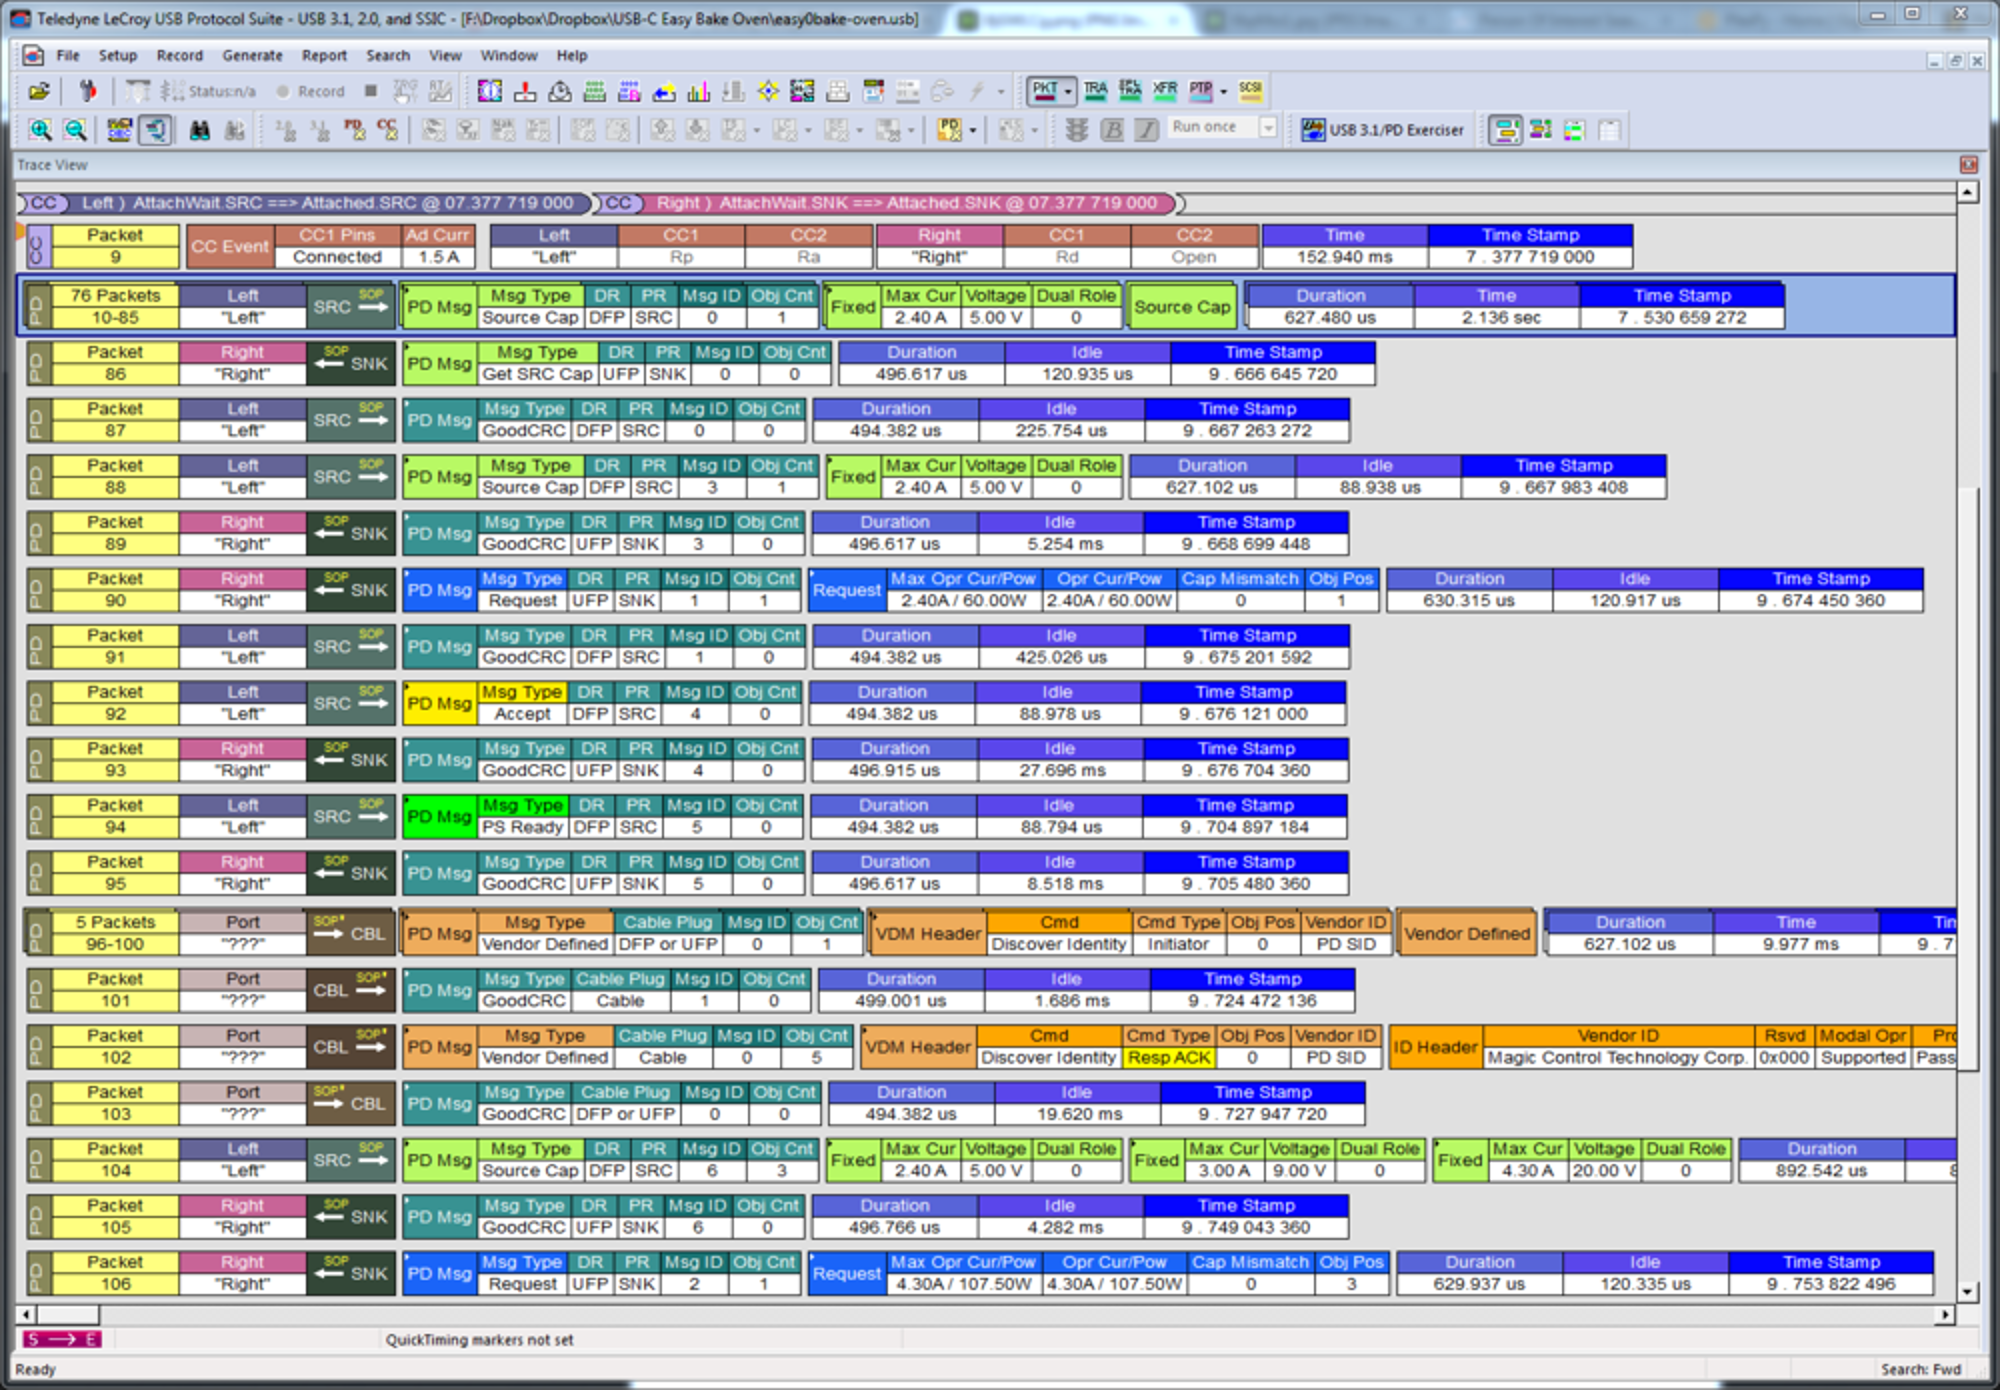 Teledyne LeCroy USB Protocol Suite - USB 3.1, 2.0, and SSIC - [F:\Dropbox\Dropbox\USB-C Easy Bake Oven\easy0bake-oven.usb]
File Setup Record Generate Report Search View Window Help
Status:n/a Record PKT TRA XFR PTP SCSI
PD CC PD B I Run once USB 3.1/PD Exerciser
Trace View
CC Left ) AttachWait.SRC ==> Attached.SRC @ 07.377 719 000 CC Right ) AttachWait.SNK ==> Attached.SNK @ 07.377 719 000
CC Packet CC Event CC1 Pins Ad Curr Left CC1 CC2 Right CC1 CC2 Time Time Stamp
9 Connected 1.5 A "Left" Rp Ra "Right" Rd Open 152.940 ms 7 . 377 719 000
PD 76 Packets Left SRC SOP PD Msg Msg Type DR PR Msg ID Obj Cnt Fixed Max Cur Voltage Dual Role Source Cap Duration Time Time Stamp
10-85 "Left" Source Cap DFP SRC 0 1 2.40 A 5.00 V 0 627.480 us 2.136 sec 7 . 530 659 272
PD Packet Right SOP SNK PD Msg Msg Type DR PR Msg ID Obj Cnt Duration Idle Time Stamp
86 "Right" Get SRC Cap UFP SNK 0 0 496.617 us 120.935 us 9 . 666 645 720
PD Packet Left SRC SOP PD Msg Msg Type DR PR Msg ID Obj Cnt Duration Idle Time Stamp
87 "Left" GoodCRC DFP SRC 0 0 494.382 us 225.754 us 9 . 667 263 272
PD Packet Left SRC SOP PD Msg Msg Type DR PR Msg ID Obj Cnt Fixed Max Cur Voltage Dual Role Duration Idle Time Stamp
88 "Left" Source Cap DFP SRC 3 1 2.40 A 5.00 V 0 627.102 us 88.938 us 9 . 667 983 408
PD Packet Right SOP SNK PD Msg Msg Type DR PR Msg ID Obj Cnt Duration Idle Time Stamp
89 "Right" GoodCRC UFP SNK 3 0 496.617 us 5.254 ms 9 . 668 699 448
PD Packet Right SOP SNK PD Msg Msg Type DR PR Msg ID Obj Cnt Request Max Opr Cur/Pow Opr Cur/Pow Cap Mismatch Obj Pos Duration Idle Time Stamp
90 "Right" Request UFP SNK 1 1 2.40A / 60.00W 2.40A / 60.00W 0 1 630.315 us 120.917 us 9 . 674 450 360
PD Packet Left SRC SOP PD Msg Msg Type DR PR Msg ID Obj Cnt Duration Idle Time Stamp
91 "Left" GoodCRC DFP SRC 1 0 494.382 us 425.026 us 9 . 675 201 592
PD Packet Left SRC SOP PD Msg Msg Type DR PR Msg ID Obj Cnt Duration Idle Time Stamp
92 "Left" Accept DFP SRC 4 0 494.382 us 88.978 us 9 . 676 121 000
PD Packet Right SOP SNK PD Msg Msg Type DR PR Msg ID Obj Cnt Duration Idle Time Stamp
93 "Right" GoodCRC UFP SNK 4 0 496.915 us 27.696 ms 9 . 676 704 360
PD Packet Left SRC SOP PD Msg Msg Type DR PR Msg ID Obj Cnt Duration Idle Time Stamp
94 "Left" PS Ready DFP SRC 5 0 494.382 us 88.794 us 9 . 704 897 184
PD Packet Right SOP SNK PD Msg Msg Type DR PR Msg ID Obj Cnt Duration Idle Time Stamp
95 "Right" GoodCRC UFP SNK 5 0 496.617 us 8.518 ms 9 . 705 480 360
PD 5 Packets Port SOP' CBL PD Msg Msg Type Cable Plug Msg ID Obj Cnt VDM Header Cmd Cmd Type Obj Pos Vendor ID Vendor Defined Duration Time Tin
96-100 "???" Vendor Defined DFP or UFP 0 1 Discover Identity Initiator 0 PD SID 627.102 us 9.977 ms 9 . 7
PD Packet Port CBL SOP' PD Msg Msg Type Cable Plug Msg ID Obj Cnt Duration Idle Time Stamp
101 "???" GoodCRC Cable 1 0 499.001 us 1.686 ms 9 . 724 472 136
PD Packet Port CBL SOP' PD Msg Msg Type Cable Plug Msg ID Obj Cnt VDM Header Cmd Cmd Type Obj Pos Vendor ID ID Header Vendor ID Rsvd Modal Opr Pro
102 "???" Vendor Defined Cable 0 5 Discover Identity Resp ACK 0 PD SID Magic Control Technology Corp. 0x000 Supported Pass
PD Packet Port SOP' CBL PD Msg Msg Type Cable Plug Msg ID Obj Cnt Duration Idle Time Stamp
103 "???" GoodCRC DFP or UFP 0 0 494.382 us 19.620 ms 9 . 727 947 720
PD Packet Left SRC SOP PD Msg Msg Type DR PR Msg ID Obj Cnt Fixed Max Cur Voltage Dual Role Fixed Max Cur Voltage Dual Role Fixed Max Cur Voltage Dual Role Duration
104 "Left" Source Cap DFP SRC 6 3 2.40 A 5.00 V 0 3.00 A 9.00 V 0 4.30 A 20.00 V 0 892.542 us 8
PD Packet Right SOP SNK PD Msg Msg Type DR PR Msg ID Obj Cnt Duration Idle Time Stamp
105 "Right" GoodCRC UFP SNK 6 0 496.766 us 4.282 ms 9 . 749 043 360
PD Packet Right SOP SNK PD Msg Msg Type DR PR Msg ID Obj Cnt Request Max Opr Cur/Pow Opr Cur/Pow Cap Mismatch Obj Pos Duration Idle Time Stamp
106 "Right" Request UFP SNK 2 1 4.30A / 107.50W 4.30A / 107.50W 0 3 629.937 us 120.335 us 9 . 753 822 496
S E QuickTiming markers not set
Ready Search: Fwd